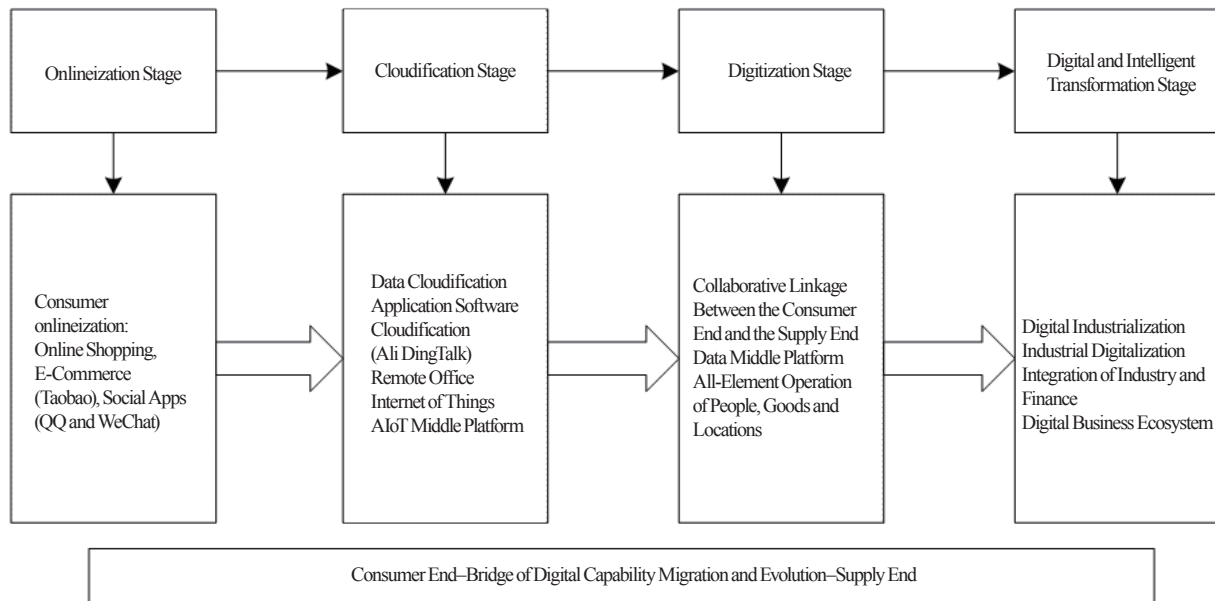 Onlineization Stage
Cloudification Stage
Digitization Stage
Digital and Intelligent
Transformation Stage
Consumer
onlineization:
Online Shopping,
E-Commerce
(Taobao), Social Apps
(QQ and WeChat)
Data Cloudification
Application Software
Cloudification
(Ali DingTalk)
Remote Office
Internet of Things
AIoT Middle Platform
Collaborative Linkage
Between the Consumer
End and the Supply End
Data Middle Platform
All-Element Operation
of People, Goods and
Locations
Digital Industrialization
Industrial Digitalization
Integration of Industry and
Finance
Digital Business Ecosystem
Consumer End–Bridge of Digital Capability Migration and Evolution–Supply End